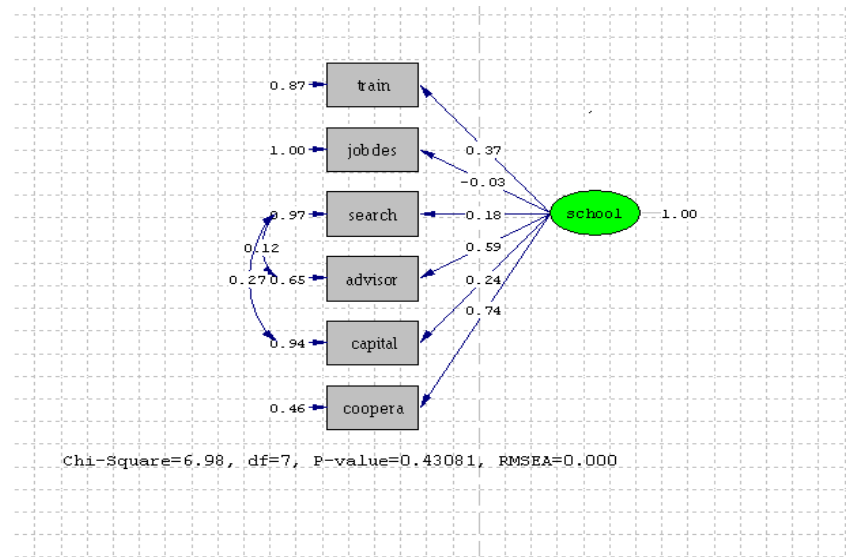 0.87 train
0.37
1.00 jobdes
-0.03
0.97 search 0.18 school 1.00
0.12
0.59
0.27 0.65 advisor 0.24
0.74
0.94 capital
0.46 coopera
Chi-Square=6.98, df=7, P-value=0.43081, RMSEA=0.000